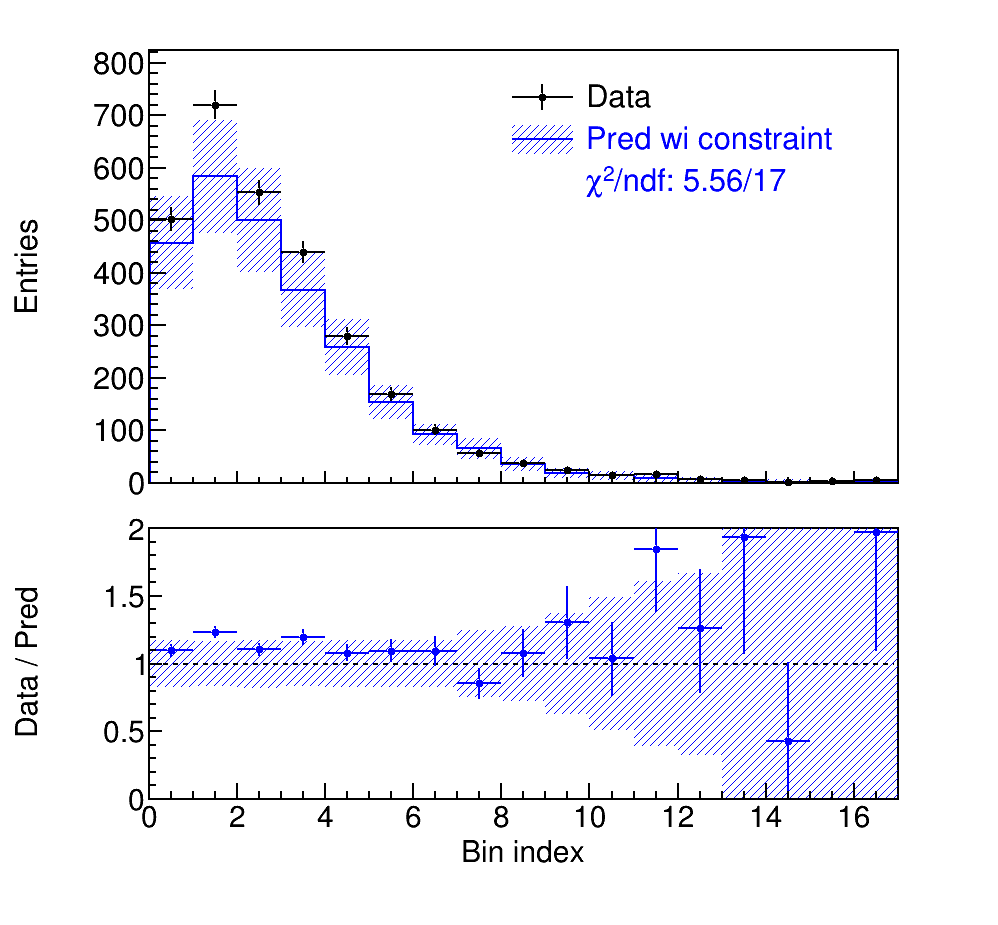 800
700
600
500
400
300
200
100
0
Entries
Data
Pred wi constraint
χ²/ndf: 5.56/17
2
1.5
1
0.5
0
Data / Pred
0 2 4 6 8 10 12 14 16
Bin index